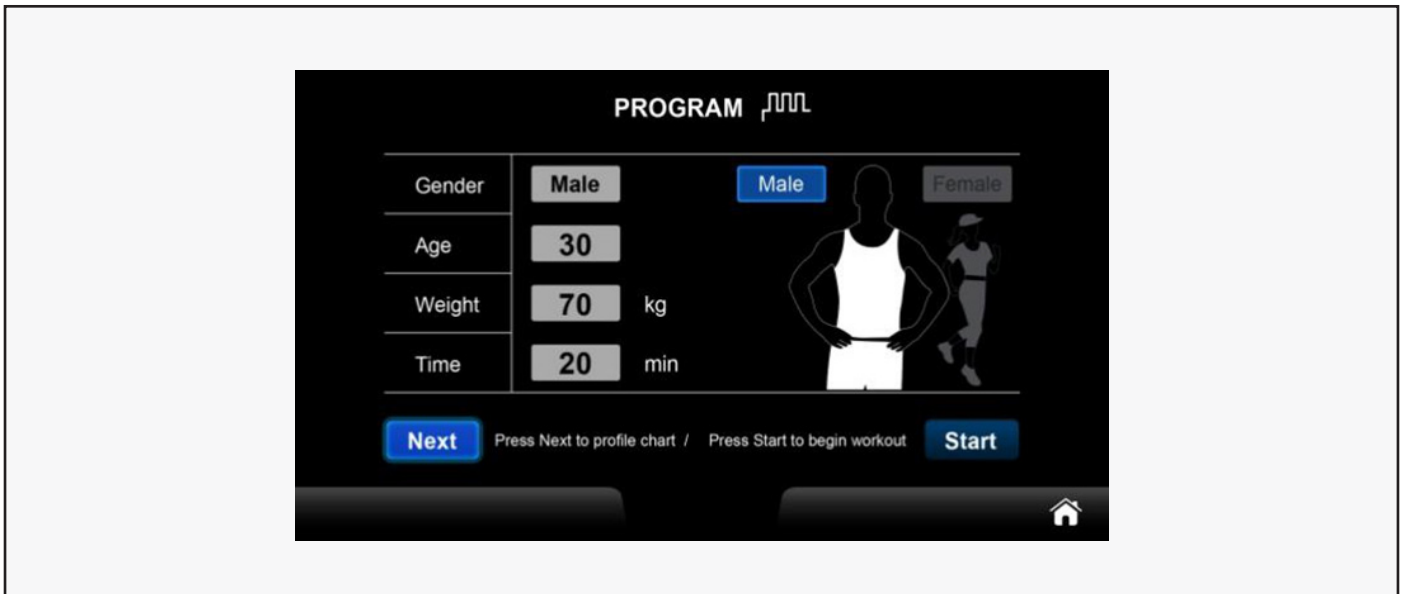 PROGRAM
Gender Male Male Female
Age 30
Weight 70 kg
Time 20 min
Next Press Next to profile chart / Press Start to begin workout Start